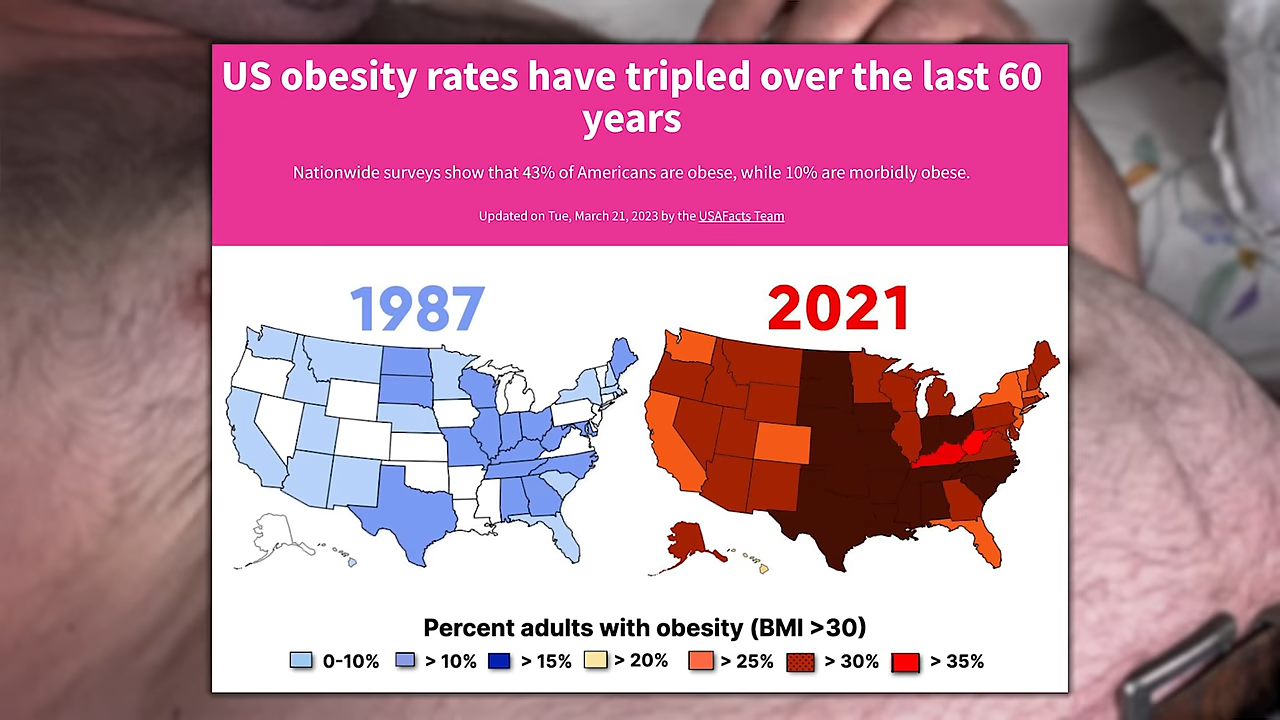 US obesity rates have tripled over the last 60
years
Nationwide surveys show that 43% of Americans are obese, while 10% are morbidly obese.
Updated on Tue, March 21, 2023 by the USAFacts Team
1987 2021
Percent adults with obesity (BMI >30)
0-10% > 10% > 15% > 20% > 25% > 30% > 35%